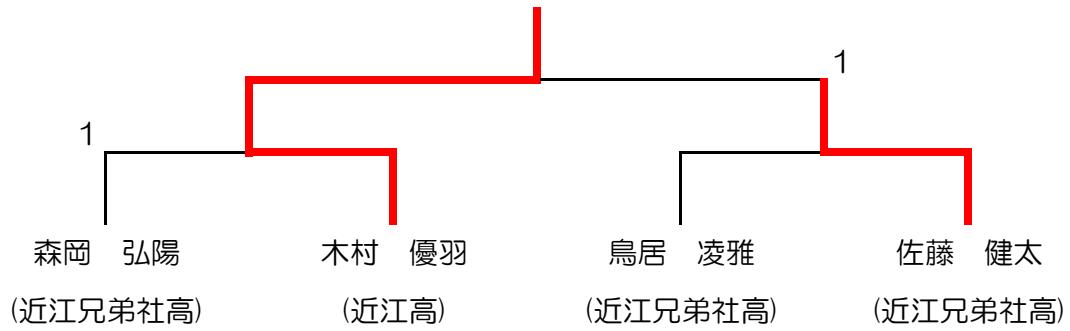 1
1
森岡　弘陽　木村　優羽　鳥居　凌雅　佐藤　健太
(近江兄弟社高)　(近江高)　(近江兄弟社高)　(近江兄弟社高)